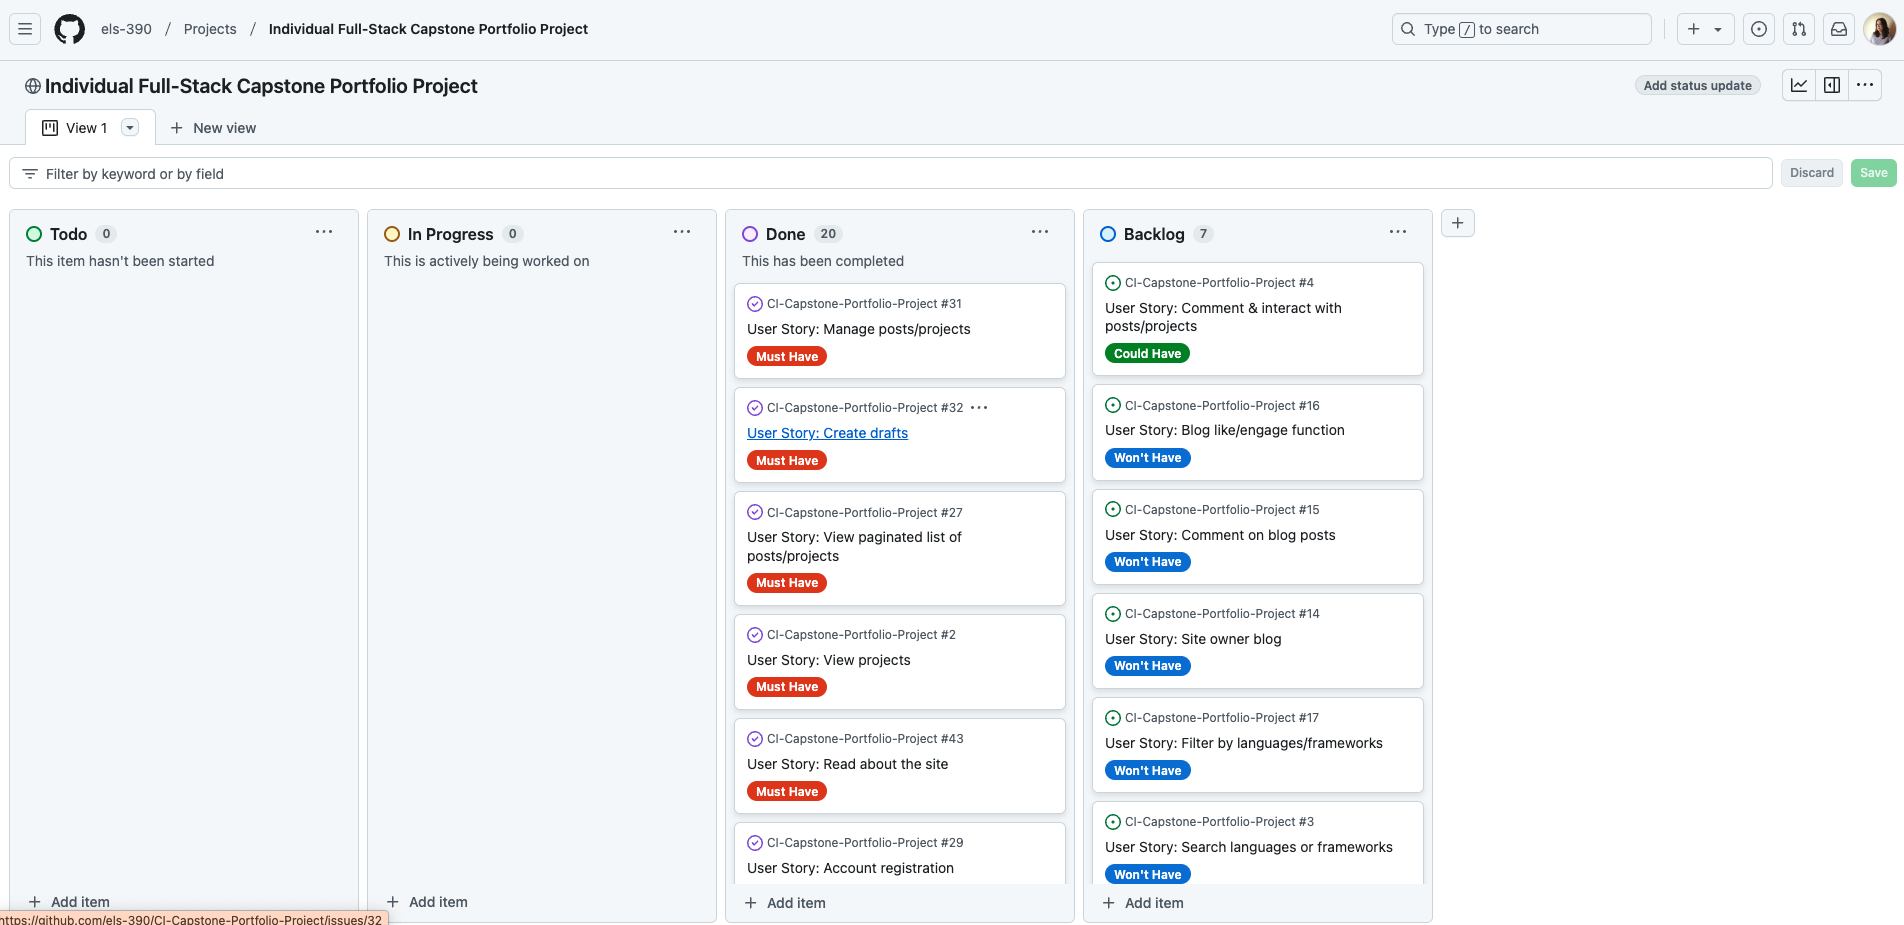 els-390 / Projects / Individual Full-Stack Capstone Portfolio Project
Type / to search
Individual Full-Stack Capstone Portfolio Project
Add status update
View 1
New view
Filter by keyword or by field
Discard
Save
Todo 0
This item hasn't been started
Add item
In Progress 0
This is actively being worked on
Add item
Done 20
This has been completed
CI-Capstone-Portfolio-Project #31
User Story: Manage posts/projects
Must Have
CI-Capstone-Portfolio-Project #32
User Story: Create drafts
Must Have
CI-Capstone-Portfolio-Project #27
User Story: View paginated list of
posts/projects
Must Have
CI-Capstone-Portfolio-Project #2
User Story: View projects
Must Have
CI-Capstone-Portfolio-Project #43
User Story: Read about the site
Must Have
CI-Capstone-Portfolio-Project #29
User Story: Account registration
Add item
Backlog 7
CI-Capstone-Portfolio-Project #4
User Story: Comment & interact with
posts/projects
Could Have
CI-Capstone-Portfolio-Project #16
User Story: Blog like/engage function
Won't Have
CI-Capstone-Portfolio-Project #15
User Story: Comment on blog posts
Won't Have
CI-Capstone-Portfolio-Project #14
User Story: Site owner blog
Won't Have
CI-Capstone-Portfolio-Project #17
User Story: Filter by languages/frameworks
Won't Have
CI-Capstone-Portfolio-Project #3
User Story: Search languages or frameworks
Won't Have
Add item
https://github.com/els-390/CI-Capstone-Portfolio-Project/issues/32